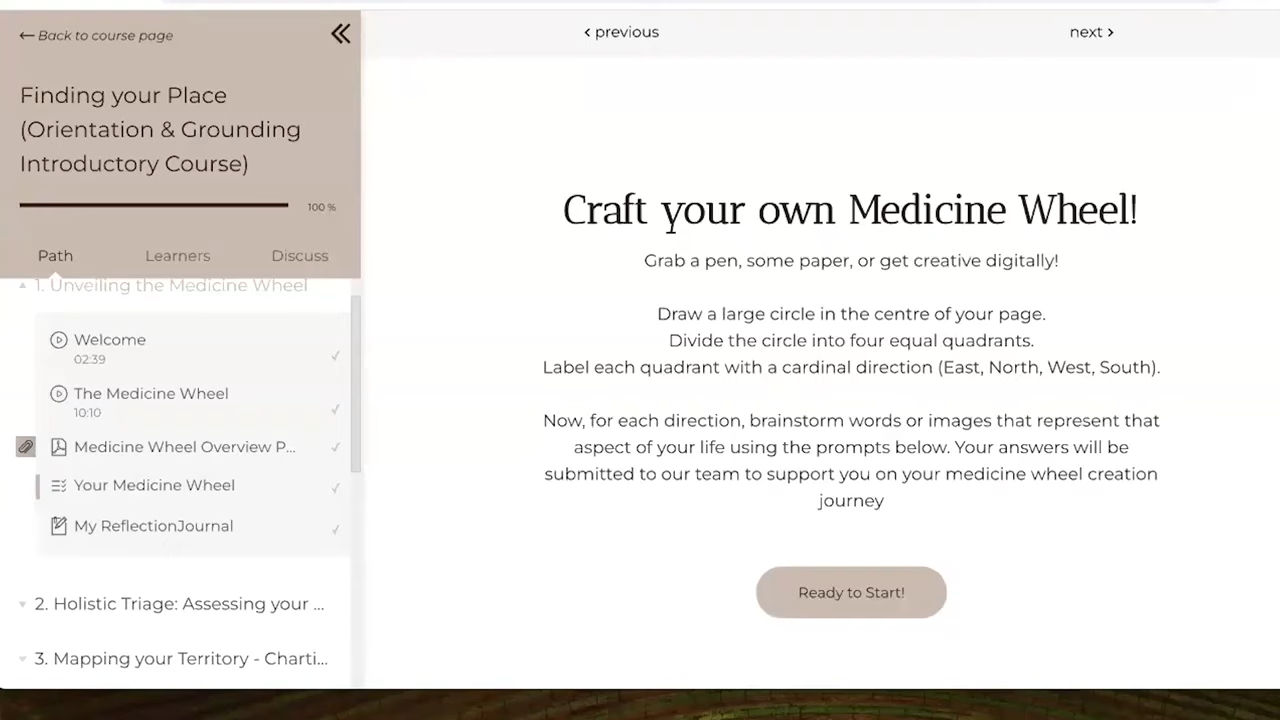 ← Back to course page
Finding your Place
(Orientation & Grounding
Introductory Course)
100 %
Path
Learners
Discuss
1. Unveiling the Medicine Wheel
Welcome
02:39
The Medicine Wheel
10:10
Medicine Wheel Overview P...
Your Medicine Wheel
My ReflectionJournal
2. Holistic Triage: Assessing your ...
3. Mapping your Territory - Charti...
‹ previous
next ›
Craft your own Medicine Wheel!
Grab a pen, some paper, or get creative digitally!
Draw a large circle in the centre of your page.
Divide the circle into four equal quadrants.
Label each quadrant with a cardinal direction (East, North, West, South).
Now, for each direction, brainstorm words or images that represent that
aspect of your life using the prompts below. Your answers will be
submitted to our team to support you on your medicine wheel creation
journey
Ready to Start!